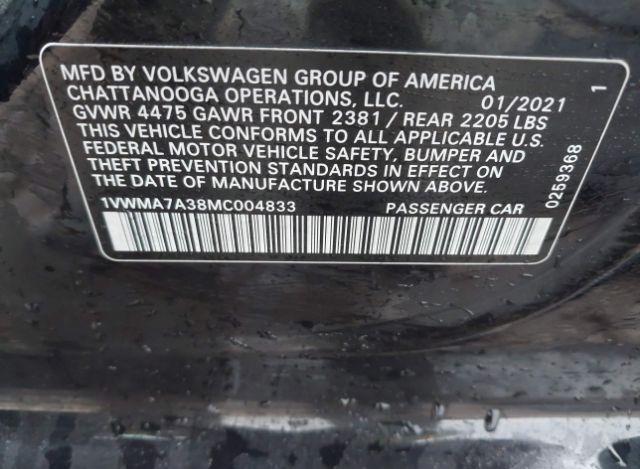 MFD BY VOLKSWAGEN GROUP OF AMERICA
CHATTANOOGA OPERATIONS, LLC. 01/2021
GVWR 4475 GAWR FRONT 2381 / REAR 2205 LBS
THIS VEHICLE CONFORMS TO ALL APPLICABLE U.S.
FEDERAL MOTOR VEHICLE SAFETY, BUMPER AND
THEFT PREVENTION STANDARDS IN EFFECT ON
THE DATE OF MANUFACTURE SHOWN ABOVE.
1VWMA7A38MC004833 PASSENGER CAR
1
0259368